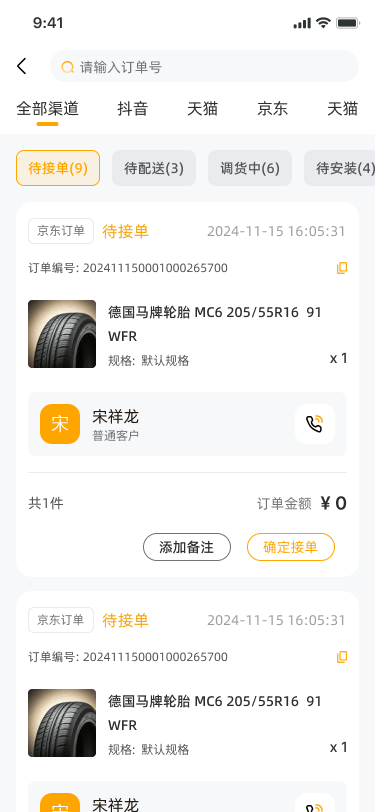 9:41
请输入订单号
全部渠道 抖音 天猫 京东 天猫
待接单(9) 待配送(3) 调货中(6) 待安装(4)
京东订单 待接单 2024-11-15 16:05:31
订单编号: 202411150001000265700
德国马牌轮胎 MC6 205/55R16 91
WFR
规格: 默认规格 x 1
宋 宋祥龙
普通客户
共1件 订单金额 ¥ 0
添加备注 确定接单
京东订单 待接单 2024-11-15 16:05:31
订单编号: 202411150001000265700
德国马牌轮胎 MC6 205/55R16 91
WFR
规格: 默认规格 x 1
宋 宋祥龙